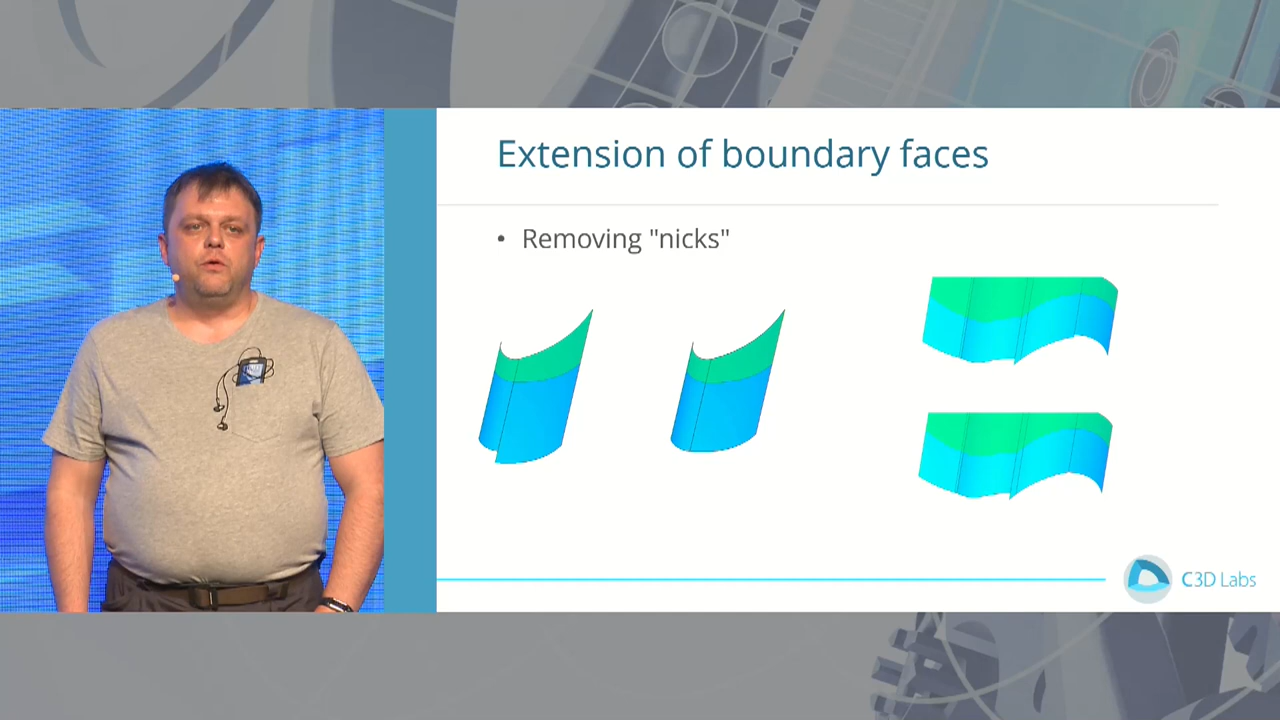 Extension of boundary faces
• Removing "nicks"
C3D Labs